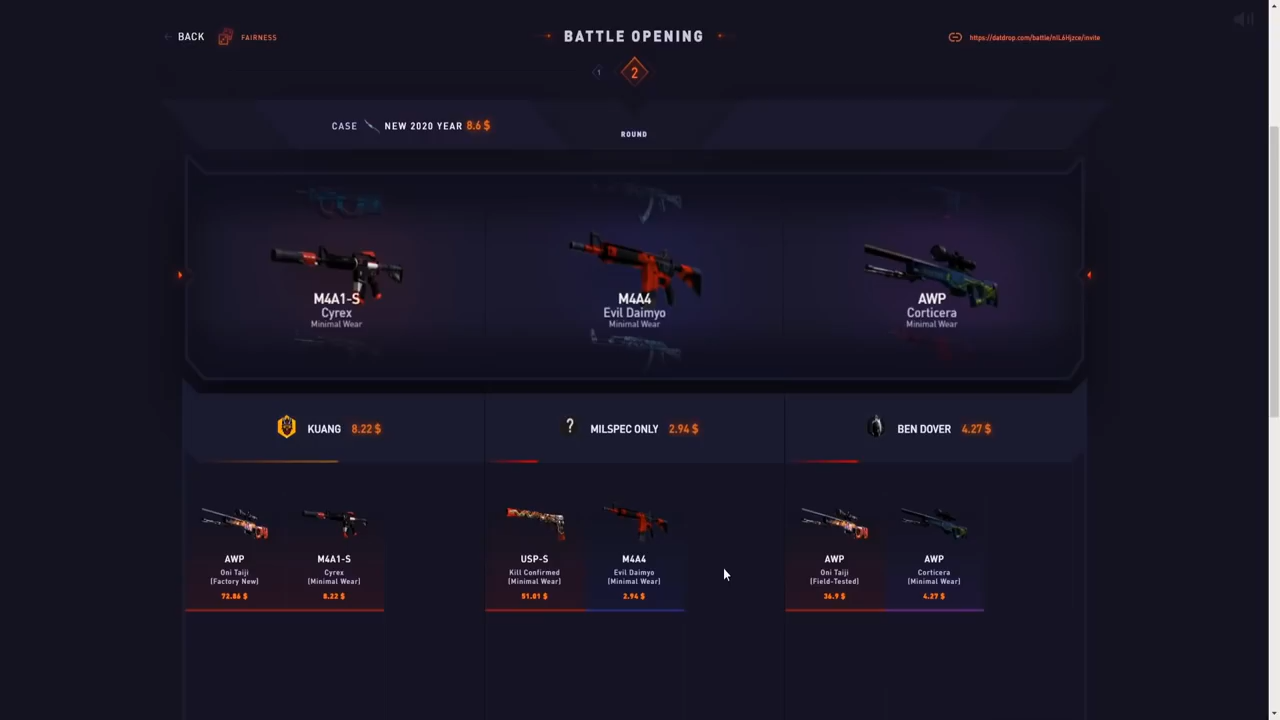 BACK
FAIRNESS
BATTLE OPENING
https://datdrop.com/battle/nlL6Hjzce/invite
1
2
CASE NEW 2020 YEAR 8.6 $
ROUND
M4A1-S
Cyrex
Minimal Wear
M4A4
Evil Daimyo
Minimal Wear
AWP
Corticera
Minimal Wear
KUANG 8.22 $
? MILSPEC ONLY 2.94 $
BEN DOVER 4.27 $
AWP
Oni Taiji
(Factory New)
72.86 $
M4A1-S
Cyrex
(Minimal Wear)
8.22 $
USP-S
Kill Confirmed
(Minimal Wear)
51.01 $
M4A4
Evil Daimyo
(Minimal Wear)
2.94 $
AWP
Oni Taiji
(Field-Tested)
36.9 $
AWP
Corticera
(Minimal Wear)
4.27 $